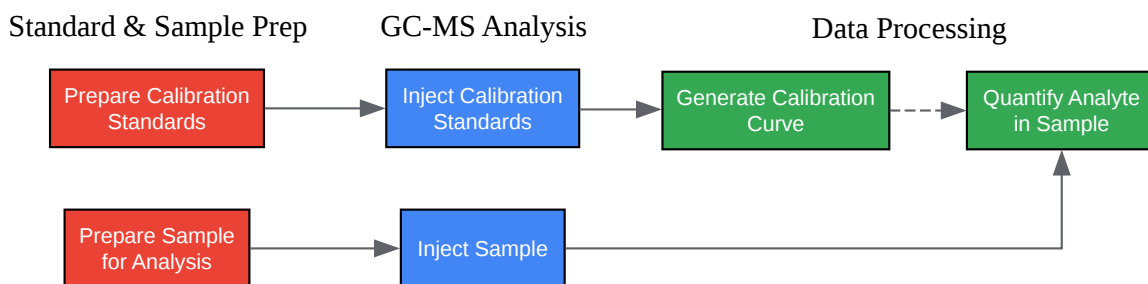 Standard & Sample Prep
GC-MS Analysis
Data Processing
Prepare Calibration
Standards
Inject Calibration
Standards
Generate Calibration
Curve
Quantify Analyte
in Sample
Prepare Sample
for Analysis
Inject Sample